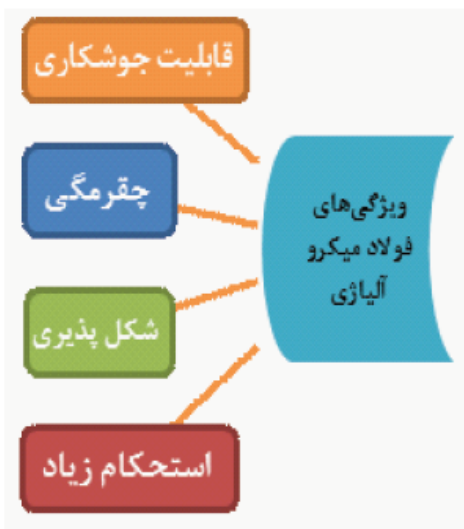 ویژگی‌های
فولاد میکرو
آلیاژی
قابلیت جوشکاری
چقرمگی
شکل پذیری
استحکام زیاد